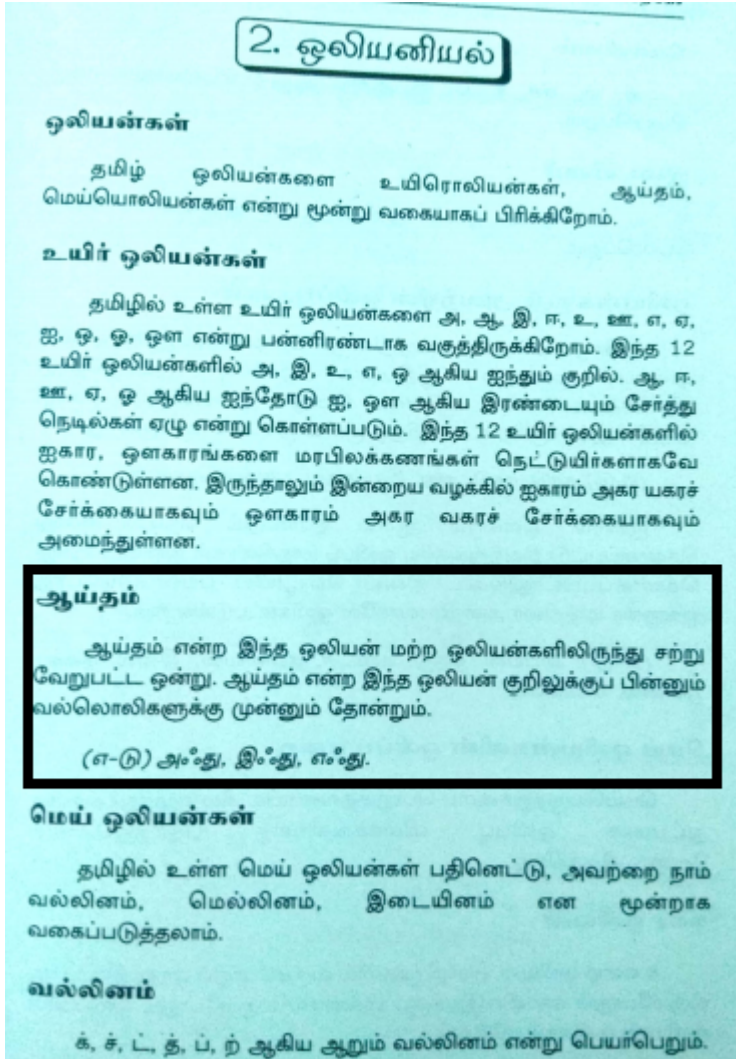 2. ஒலியனியல்
ஒலியன்கள்
தமிழ் ஒலியன்களை உயிரொலியன்கள், ஆய்தம்,
மெய்யொலியன்கள் என்று மூன்று வகையாகப் பிரிக்கிறோம்.
உயிர் ஒலியன்கள்
தமிழில் உள்ள உயிர் ஒலியன்களை அ, ஆ, இ, ஈ, உ, ஊ, எ, ஏ,
ஐ, ஒ, ஓ, ஔ என்று பன்னிரண்டாக வகுத்திருக்கிறோம். இந்த 12
உயிர் ஒலியன்களில் அ, இ, உ, எ, ஒ ஆகிய ஐந்தும் குறில். ஆ, ஈ,
ஊ, ஏ, ஓ ஆகிய ஐந்தோடு ஐ, ஔ ஆகிய இரண்டையும் சேர்த்து
நெடில்கள் ஏழு என்று கொள்ளப்படும். இந்த 12 உயிர் ஒலியன்களில்
ஐகார, ஔகாரங்களை மரபிலக்கணங்கள் நெட்டுயிர்களாகவே
கொண்டுள்ளன. இருந்தாலும் இன்றைய வழக்கில் ஐகாரம் அகர யகரச்
சேர்க்கையாகவும் ஔகாரம் அகர வகரச் சேர்க்கையாகவும்
அமைந்துள்ளன.
ஆய்தம்
ஆய்தம் என்ற இந்த ஒலியன் மற்ற ஒலியன்களிலிருந்து சற்று
வேறுபட்ட ஒன்று. ஆய்தம் என்ற இந்த ஒலியன் குறிலுக்குப் பின்னும்
வல்லொலிகளுக்கு முன்னும் தோன்றும்.
(எ-டு) அஃது, இஃது, எஃது.
மெய் ஒலியன்கள்
தமிழில் உள்ள மெய் ஒலியன்கள் பதினெட்டு, அவற்றை நாம்
வல்லினம், மெல்லினம், இடையினம் என மூன்றாக
வகைப்படுத்தலாம்.
வல்லினம்
க், ச், ட், த், ப், ற் ஆகிய ஆறும் வல்லினம் என்று பெயர்பெறும்.